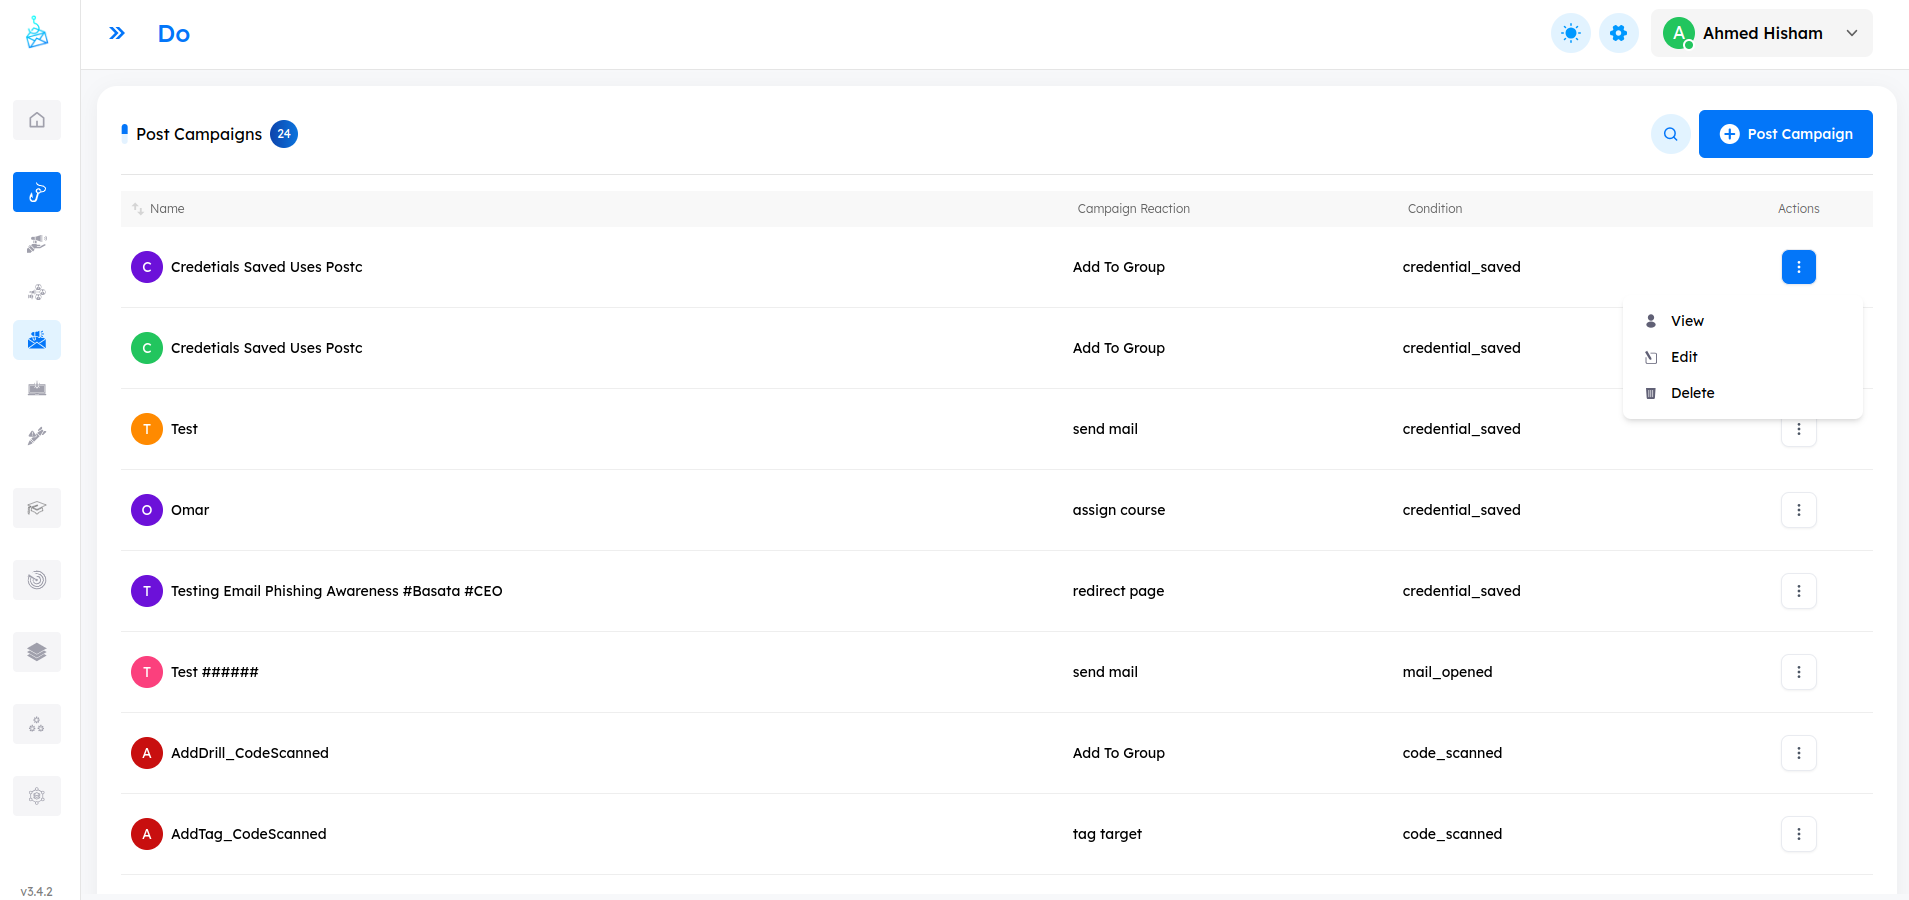 Do
A
Ahmed Hisham
Post Campaigns 24
Post Campaign
Name Campaign Reaction Condition Actions
C Credetials Saved Uses Postc Add To Group credential_saved
View
C Credetials Saved Uses Postc Add To Group credential_saved
Edit
Delete
T Test send mail credential_saved
O Omar assign course credential_saved
T Testing Email Phishing Awareness #Basata #CEO redirect page credential_saved
T Test ###### send mail mail_opened
A AddDrill_CodeScanned Add To Group code_scanned
A AddTag_CodeScanned tag target code_scanned
v3.4.2